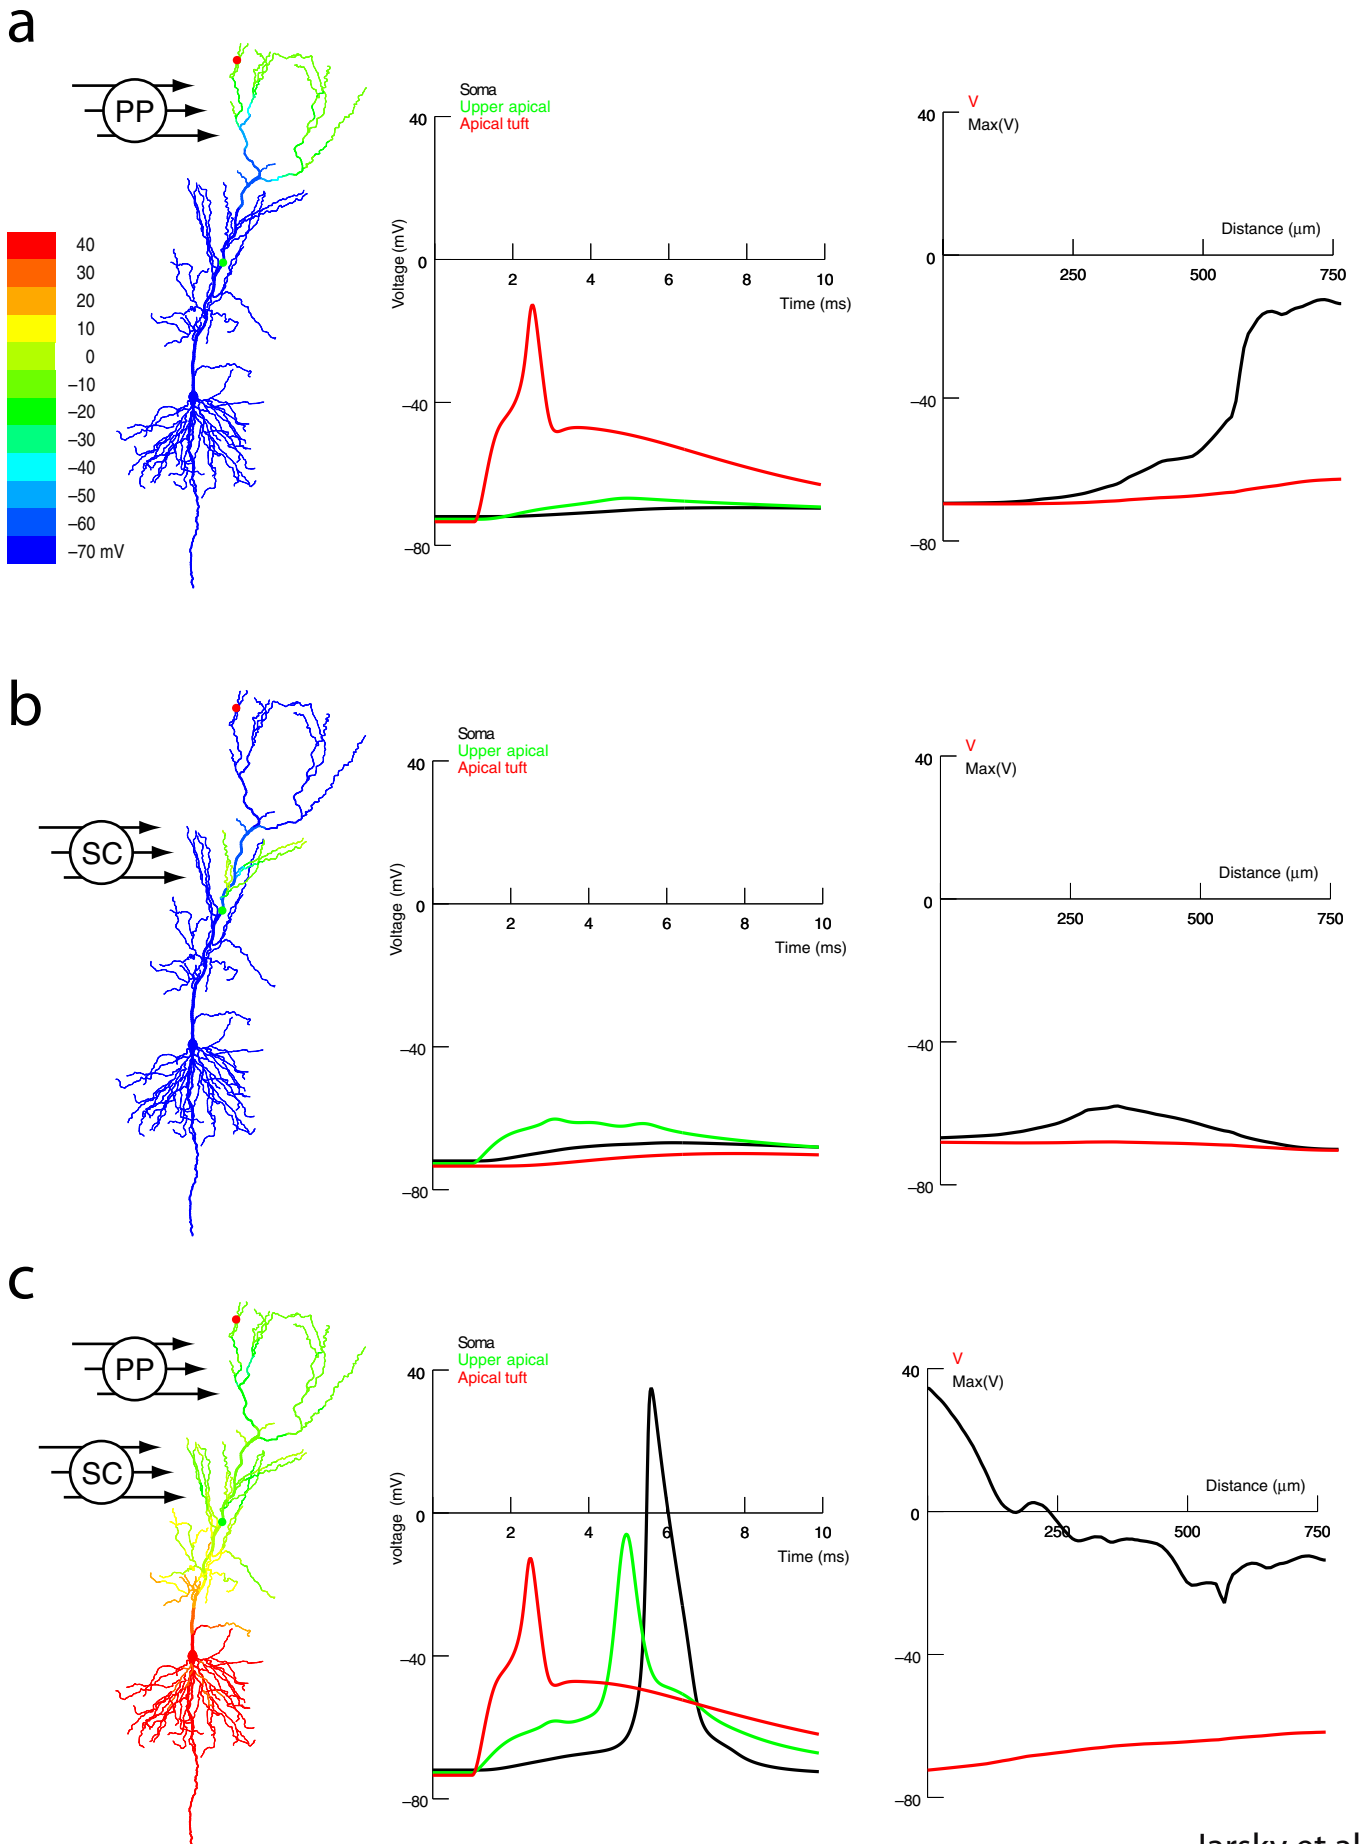 a
PP
40
30
20
10
0
−10
−20
−30
−40
−50
−60
−70 mV
Soma
Upper apical
Apical tuft
40
0
−40
−80
Voltage (mV)
2
4
6
8
10
Time (ms)
V
Max(V)
40
0
−40
−80
Distance (μm)
250
500
750
b
SC
Soma
Upper apical
Apical tuft
40
0
−40
−80
Voltage (mV)
2
4
6
8
10
Time (ms)
V
Max(V)
40
0
−40
−80
Distance (μm)
250
500
750
c
PP
SC
Soma
Upper apical
Apical tuft
40
0
−40
−80
voltage (mV)
2
4
6
8
10
Time (ms)
V
Max(V)
40
0
−40
−80
Distance (μm)
250
500
750
Jarsky et al